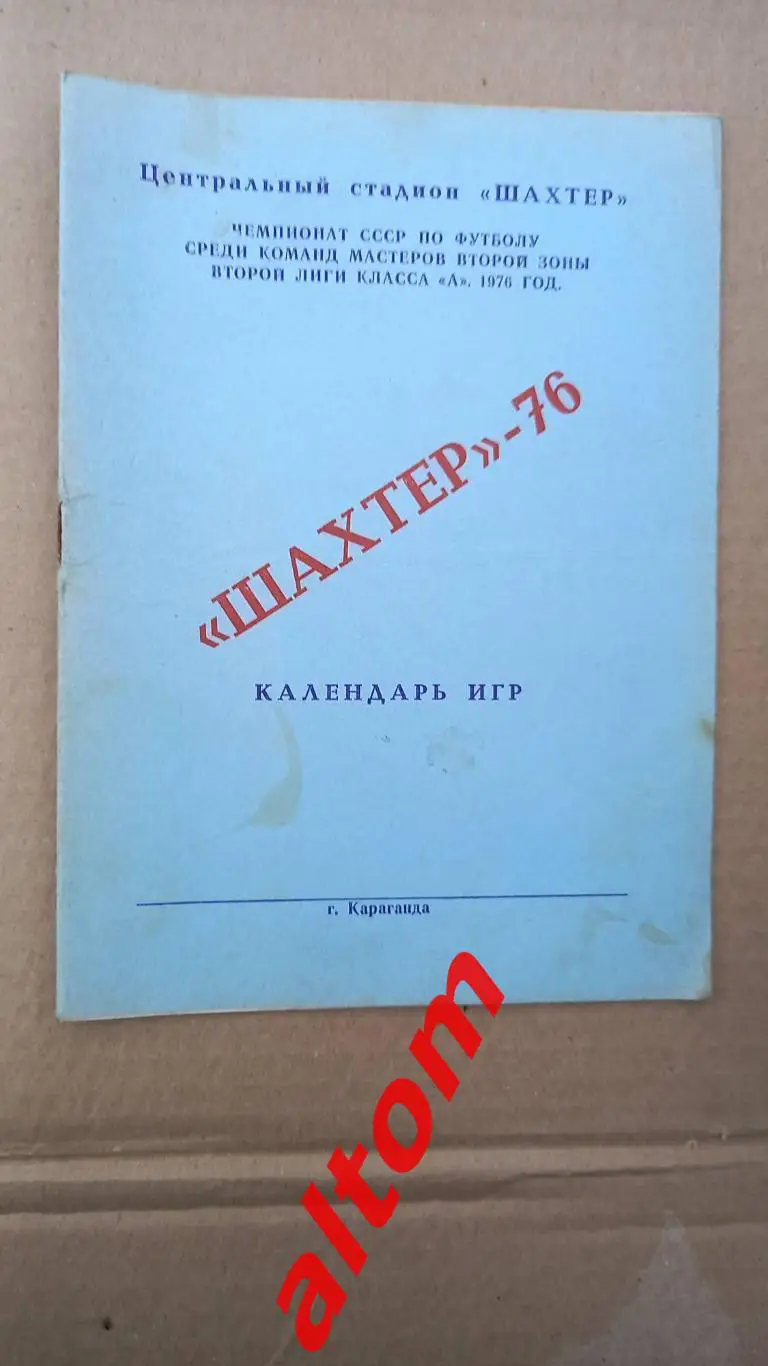 Центральный стадион «ШАХТЕР»
ЧЕМПИОНАТ СССР ПО ФУТБОЛУ
СРЕДИ КОМАНД МАСТЕРОВ ВТОРОЙ ЗОНЫ
ВТОРОЙ ЛИГИ КЛАССА «А». 1976 ГОД.
«ШАХТЕР»-76
КАЛЕНДАРЬ ИГР
г. Караганда
altom